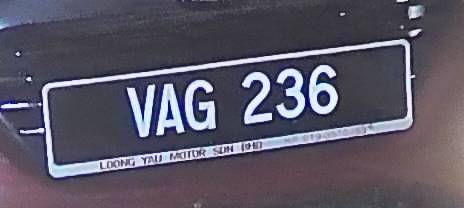 VAG 236
LOONG YAU MOTOR SDN BHD